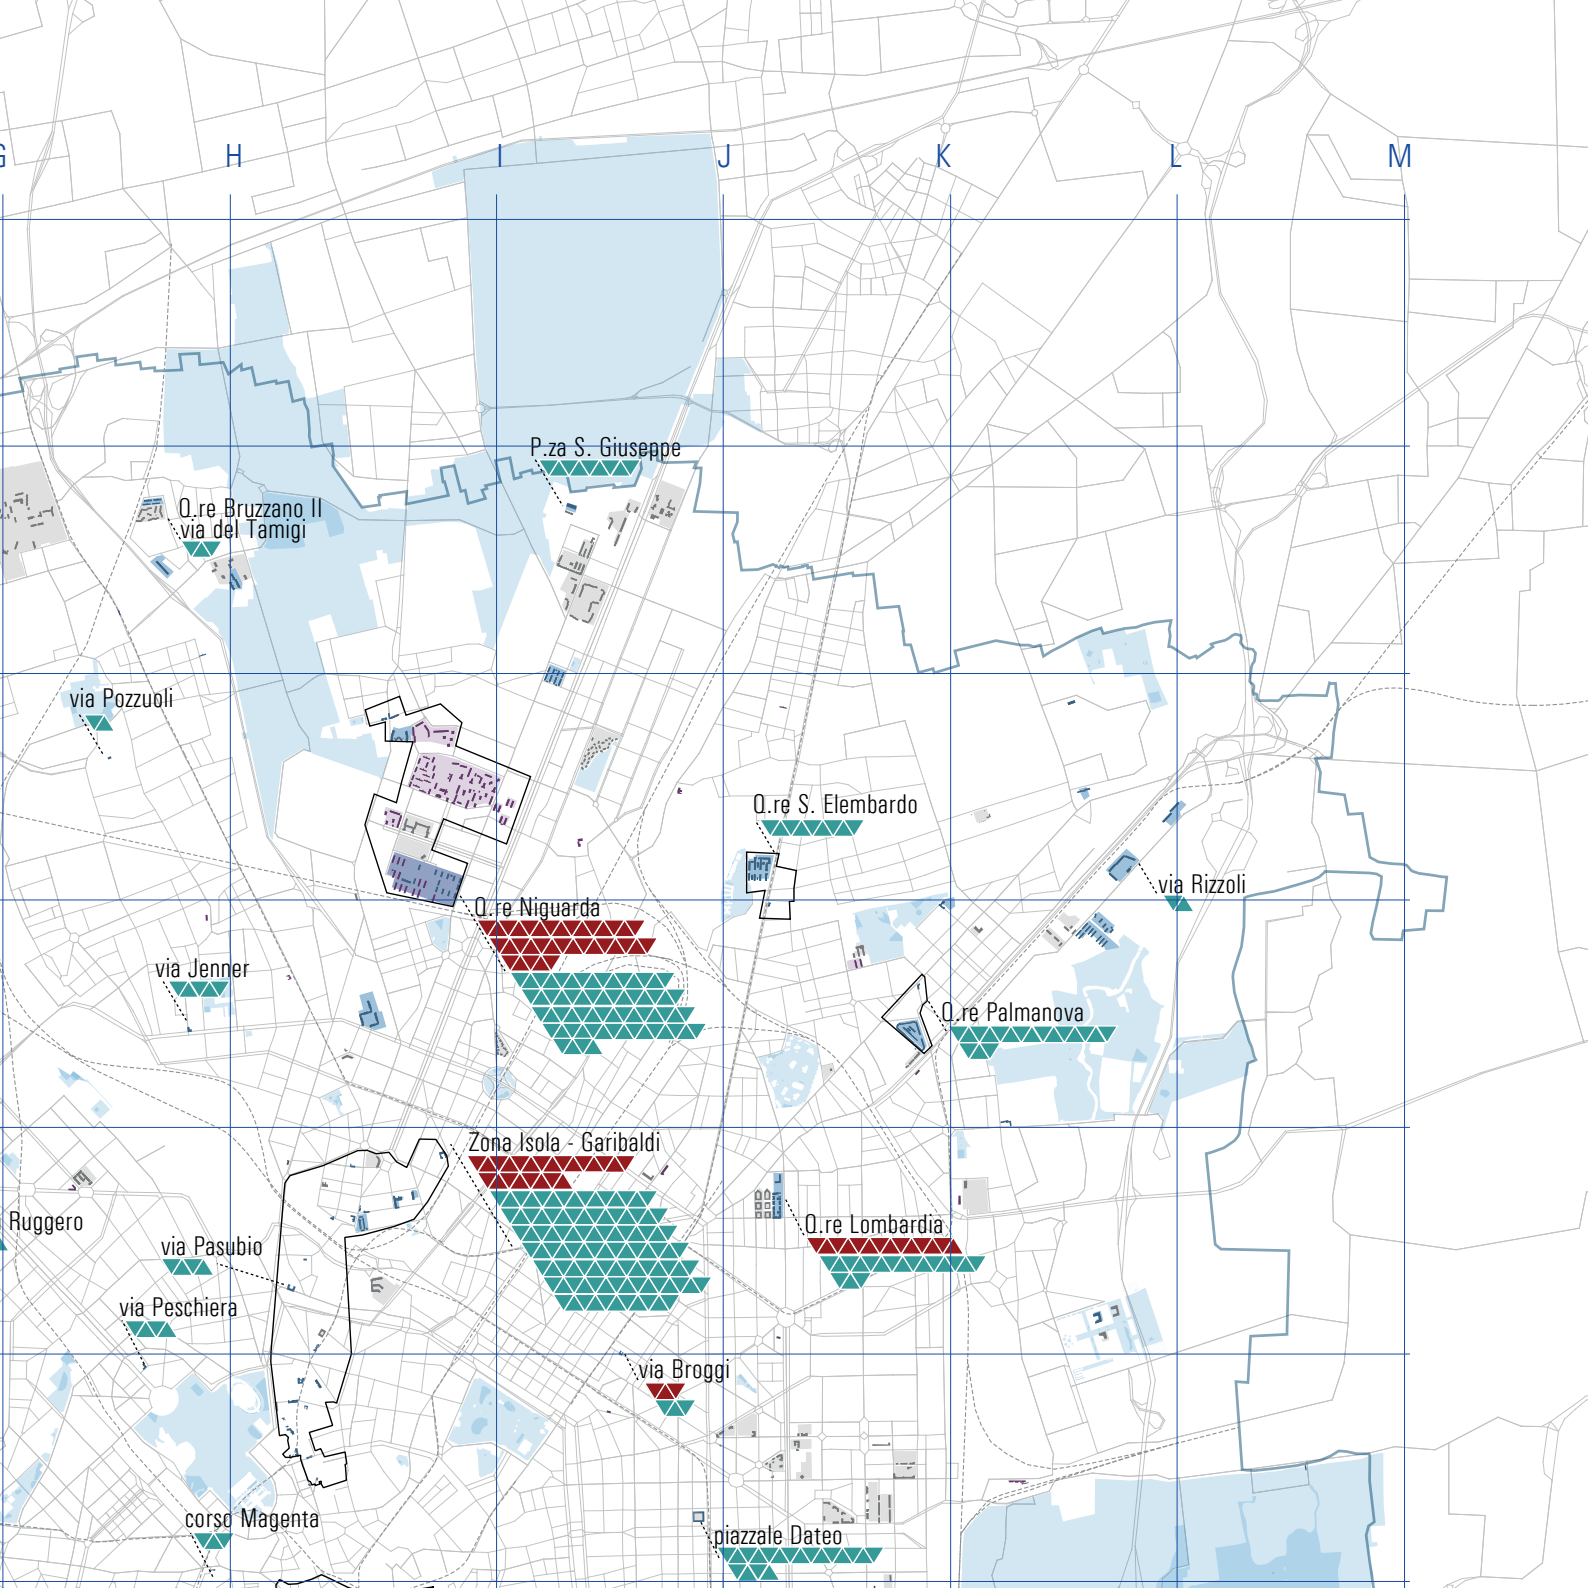 G H I J K L M
P.za S. Giuseppe
Q.re Bruzzano II
via del Tamigi
via Pozzuoli
Q.re S. Elembardo
via Rizzoli
Q.re Niguarda
via Jenner
Q.re Palmanova
Zona Isola - Garibaldi
Ruggero
Q.re Lombardia
via Pasubio
via Peschiera
via Broggi
corso Magenta
piazzale Dateo